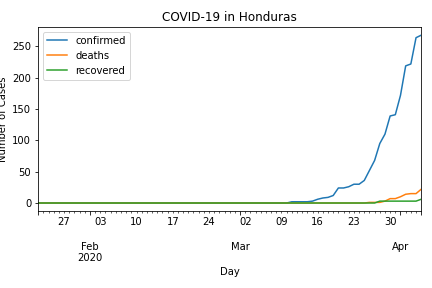 COVID-19 in Honduras
confirmed
deaths
recovered
250
200
150
100
50
0
Number of Cases
27 03 10 17 24 02 09 16 23 30
Feb Mar Apr
2020
Day